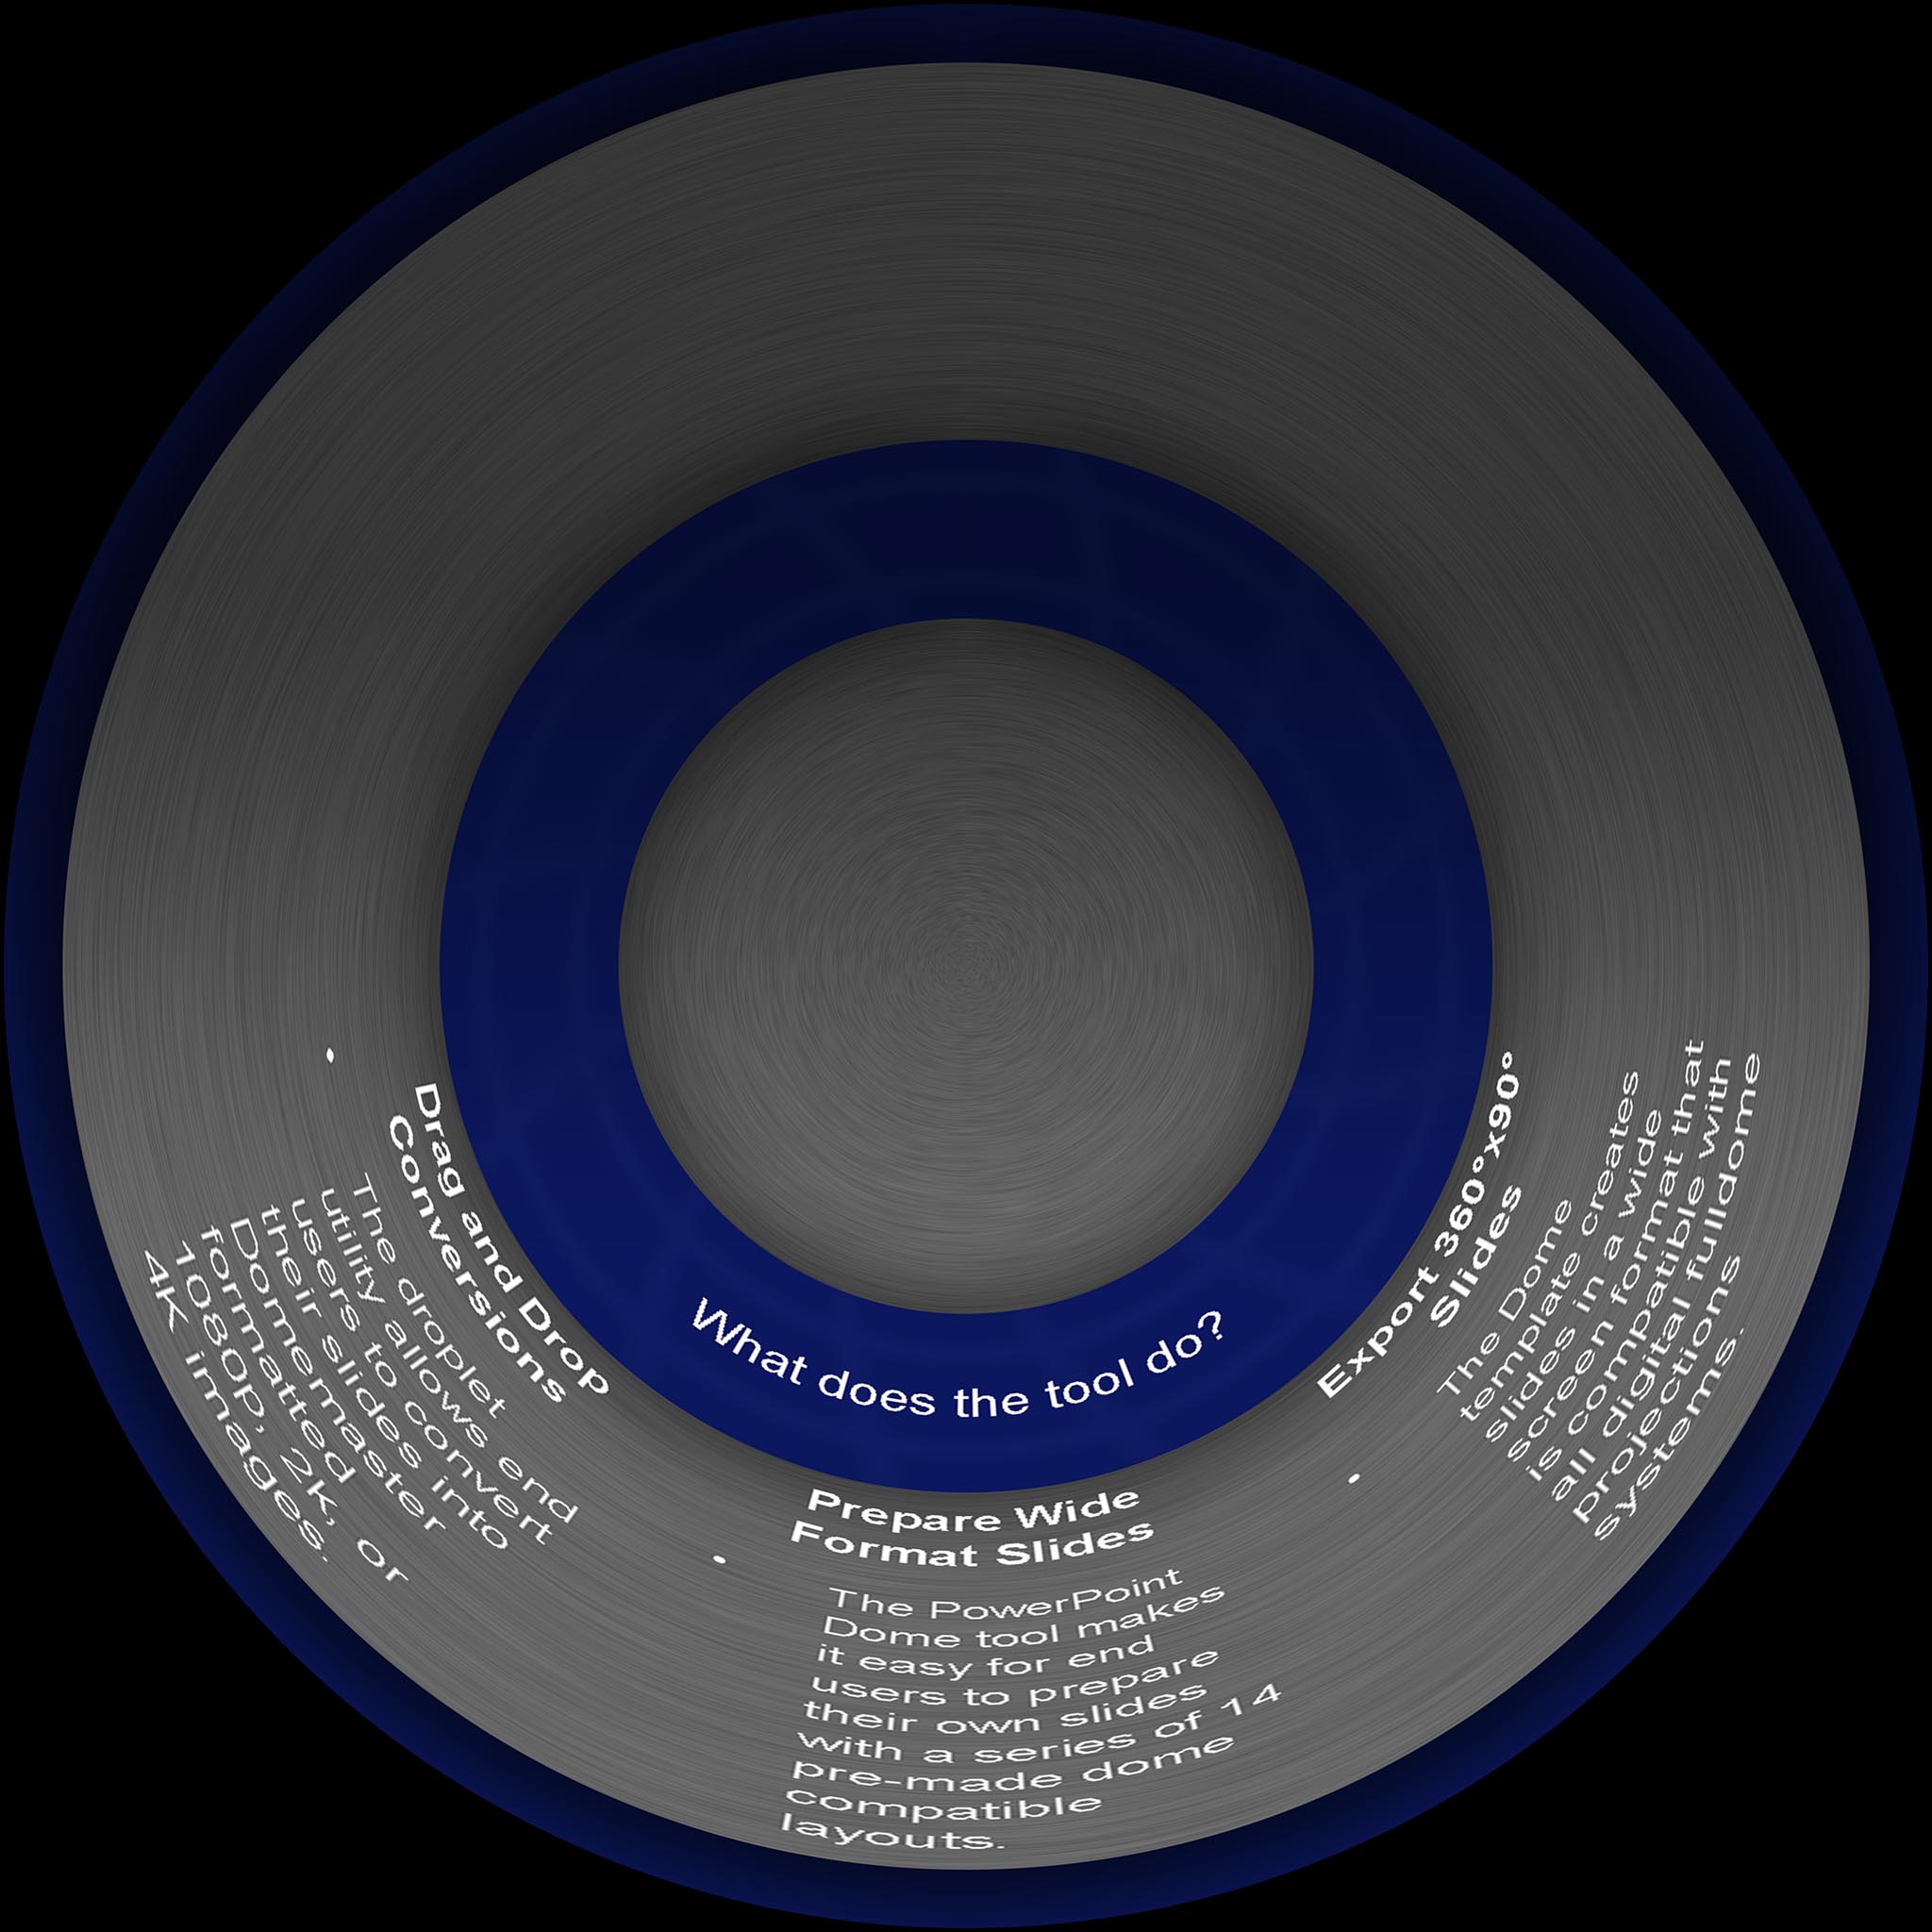 What does the tool do?
Drag and Drop
Conversions
• The droplet
utility allows end
users to convert
their slides into
Domemaster
formatted
1080p, 2k, or
4K images.
Prepare Wide
Format Slides
• The PowerPoint
Dome tool makes
it easy for end
users to prepare
their own slides
with a series of 14
pre-made dome
compatible
layouts.
Export 360°x90°
Slides
• The Dome
template creates
slides in a wide
screen format that
is compatible with
all digital fulldome
projections
systems.